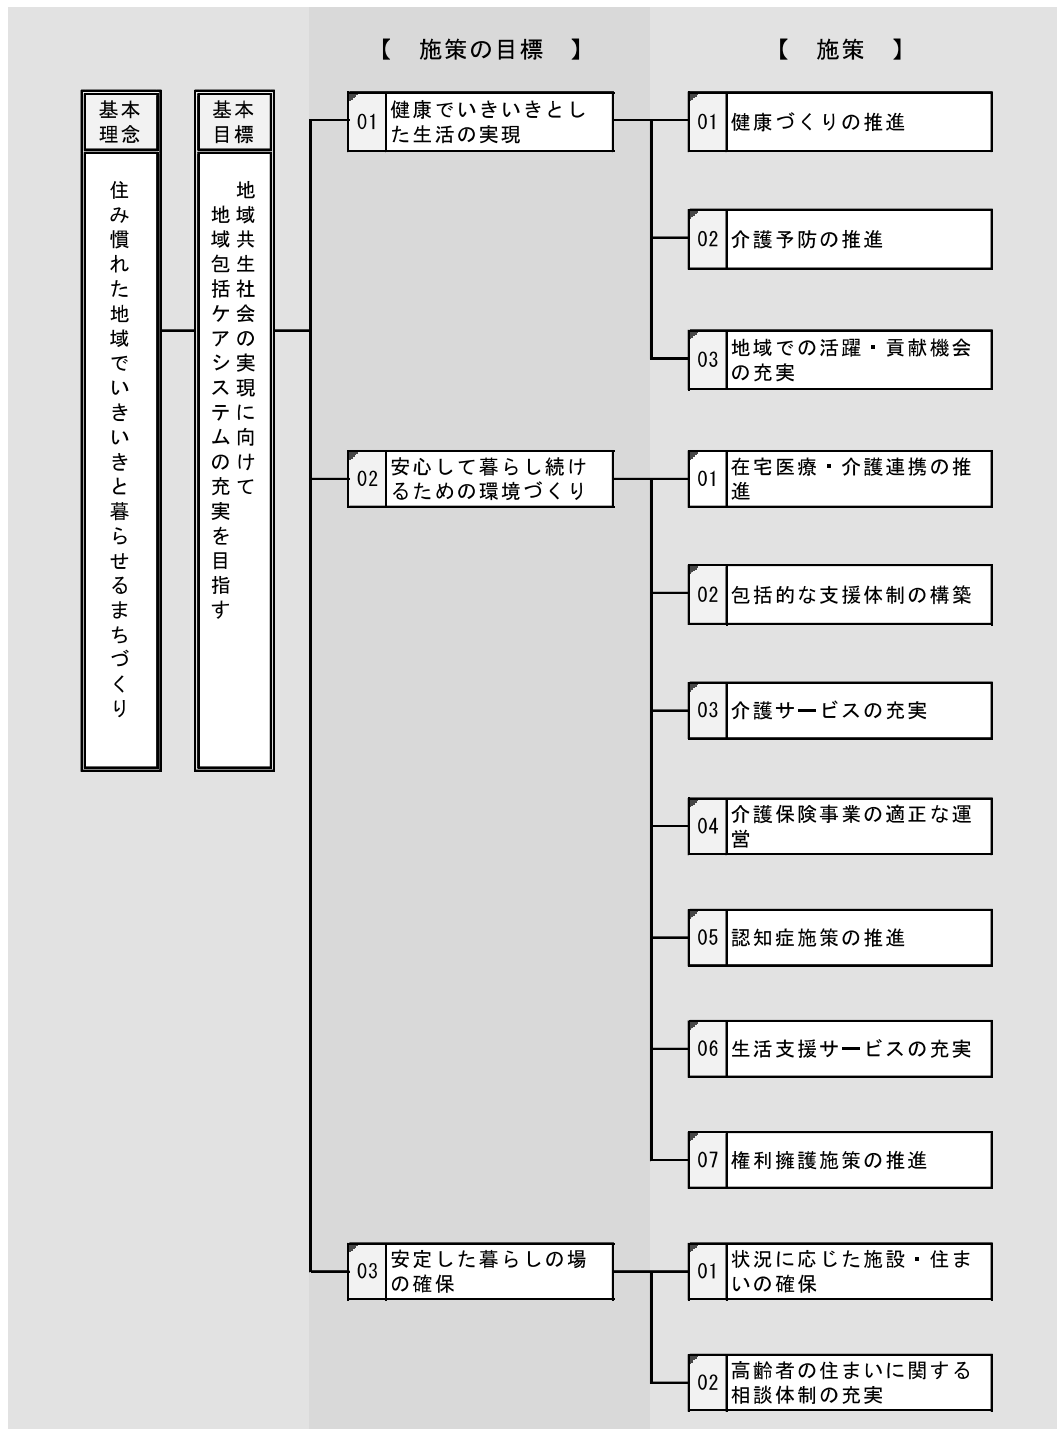 【　施策の目標　】
【　施策　】
基本
理念
住み慣れた地域でいきいきと暮らせるまちづくり
基本
目標
地域共生社会の実現に向けて
地域包括ケアシステムの充実を目指す
01
健康でいきいきとし
た生活の実現
01
健康づくりの推進
02
介護予防の推進
03
地域での活躍・貢献機会
の充実
02
安心して暮らし続け
るための環境づくり
01
在宅医療・介護連携の推
進
02
包括的な支援体制の構築
03
介護サービスの充実
04
介護保険事業の適正な運
営
05
認知症施策の推進
06
生活支援サービスの充実
07
権利擁護施策の推進
03
安定した暮らしの場
の確保
01
状況に応じた施設・住ま
いの確保
02
高齢者の住まいに関する
相談体制の充実